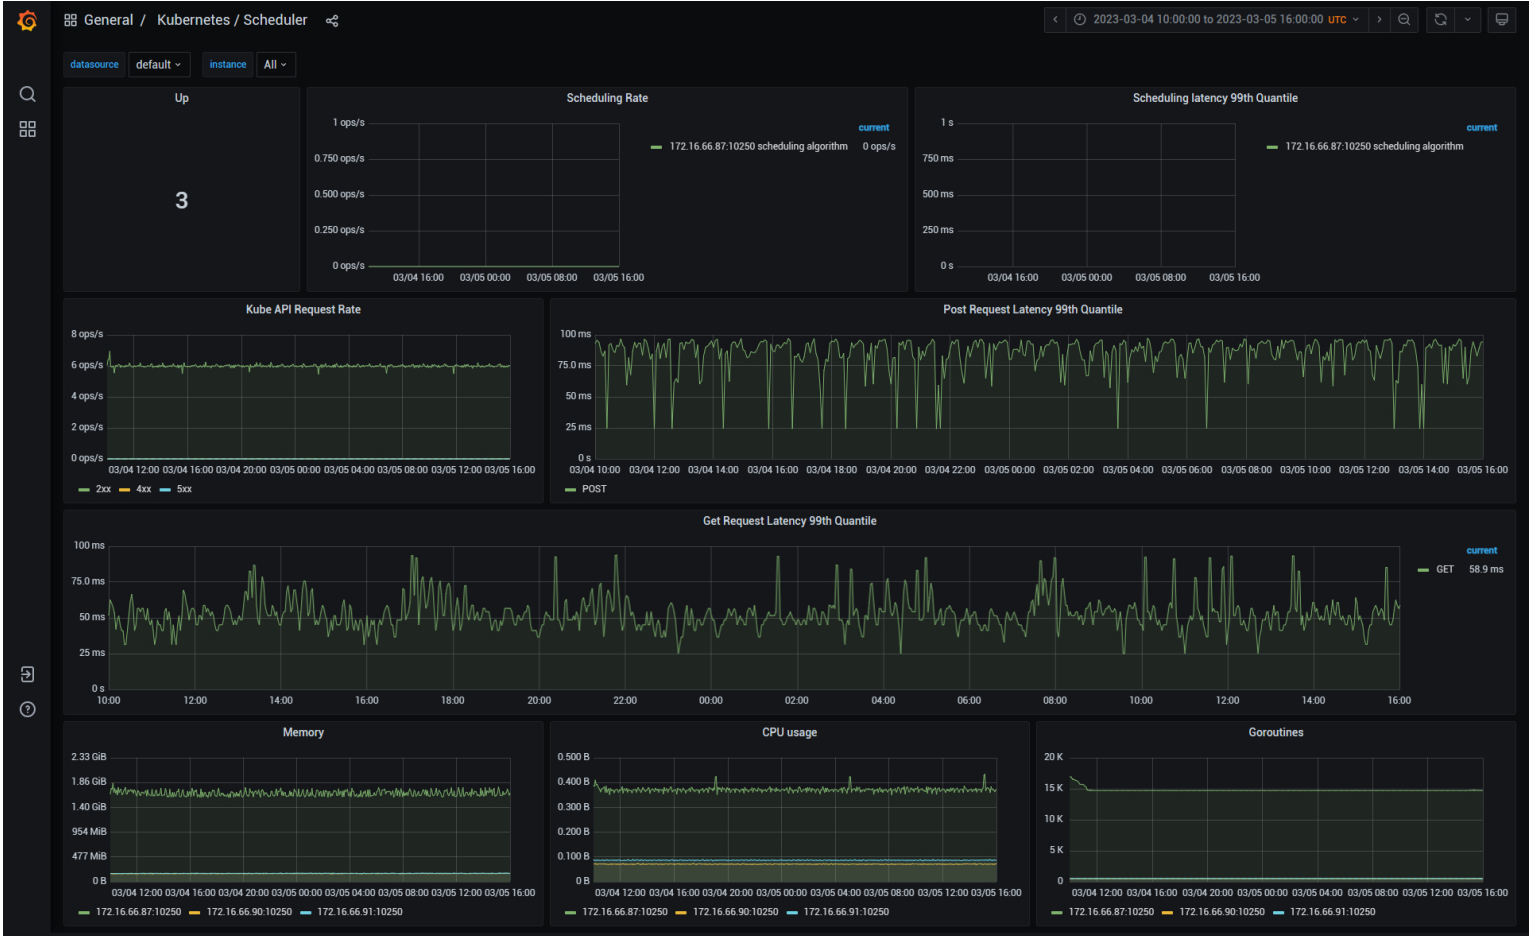 General / Kubernetes / Scheduler
2023-03-04 10:00:00 to 2023-03-05 16:00:00 UTC
datasource default instance All
Up
3
Scheduling Rate
1 ops/s
0.750 ops/s
0.500 ops/s
0.250 ops/s
0 ops/s
03/04 16:00 03/05 00:00 03/05 08:00 03/05 16:00
current
172.16.66.87:10250 scheduling algorithm 0 ops/s
Scheduling latency 99th Quantile
1 s
750 ms
500 ms
250 ms
0 s
03/04 16:00 03/05 00:00 03/05 08:00 03/05 16:00
current
172.16.66.87:10250 scheduling algorithm
Kube API Request Rate
8 ops/s
6 ops/s
4 ops/s
2 ops/s
0 ops/s
03/04 12:00 03/04 16:00 03/04 20:00 03/05 00:00 03/05 04:00 03/05 08:00 03/05 12:00 03/05 16:00
2xx 4xx 5xx
Post Request Latency 99th Quantile
100 ms
75.0 ms
50 ms
25 ms
0 s
03/04 10:00 03/04 12:00 03/04 14:00 03/04 16:00 03/04 18:00 03/04 20:00 03/04 22:00 03/05 00:00 03/05 02:00 03/05 04:00 03/05 06:00 03/05 08:00 03/05 10:00 03/05 12:00 03/05 14:00 03/05 16:00
POST
Get Request Latency 99th Quantile
100 ms
75.0 ms
50 ms
25 ms
0 s
10:00 12:00 14:00 16:00 18:00 20:00 22:00 00:00 02:00 04:00 06:00 08:00 10:00 12:00 14:00 16:00
current
GET 58.9 ms
Memory
2.33 GiB
1.86 GiB
1.40 GiB
954 MiB
477 MiB
0 B
03/04 12:00 03/04 16:00 03/04 20:00 03/05 00:00 03/05 04:00 03/05 08:00 03/05 12:00 03/05 16:00
172.16.66.87:10250 172.16.66.90:10250 172.16.66.91:10250
CPU usage
0.500 B
0.400 B
0.300 B
0.200 B
0.100 B
0 B
03/04 12:00 03/04 16:00 03/04 20:00 03/05 00:00 03/05 04:00 03/05 08:00 03/05 12:00 03/05 16:00
172.16.66.87:10250 172.16.66.90:10250 172.16.66.91:10250
Goroutines
20 K
15 K
10 K
5 K
0
03/04 12:00 03/04 16:00 03/04 20:00 03/05 00:00 03/05 04:00 03/05 08:00 03/05 12:00 03/05 16:00
172.16.66.87:10250 172.16.66.90:10250 172.16.66.91:10250